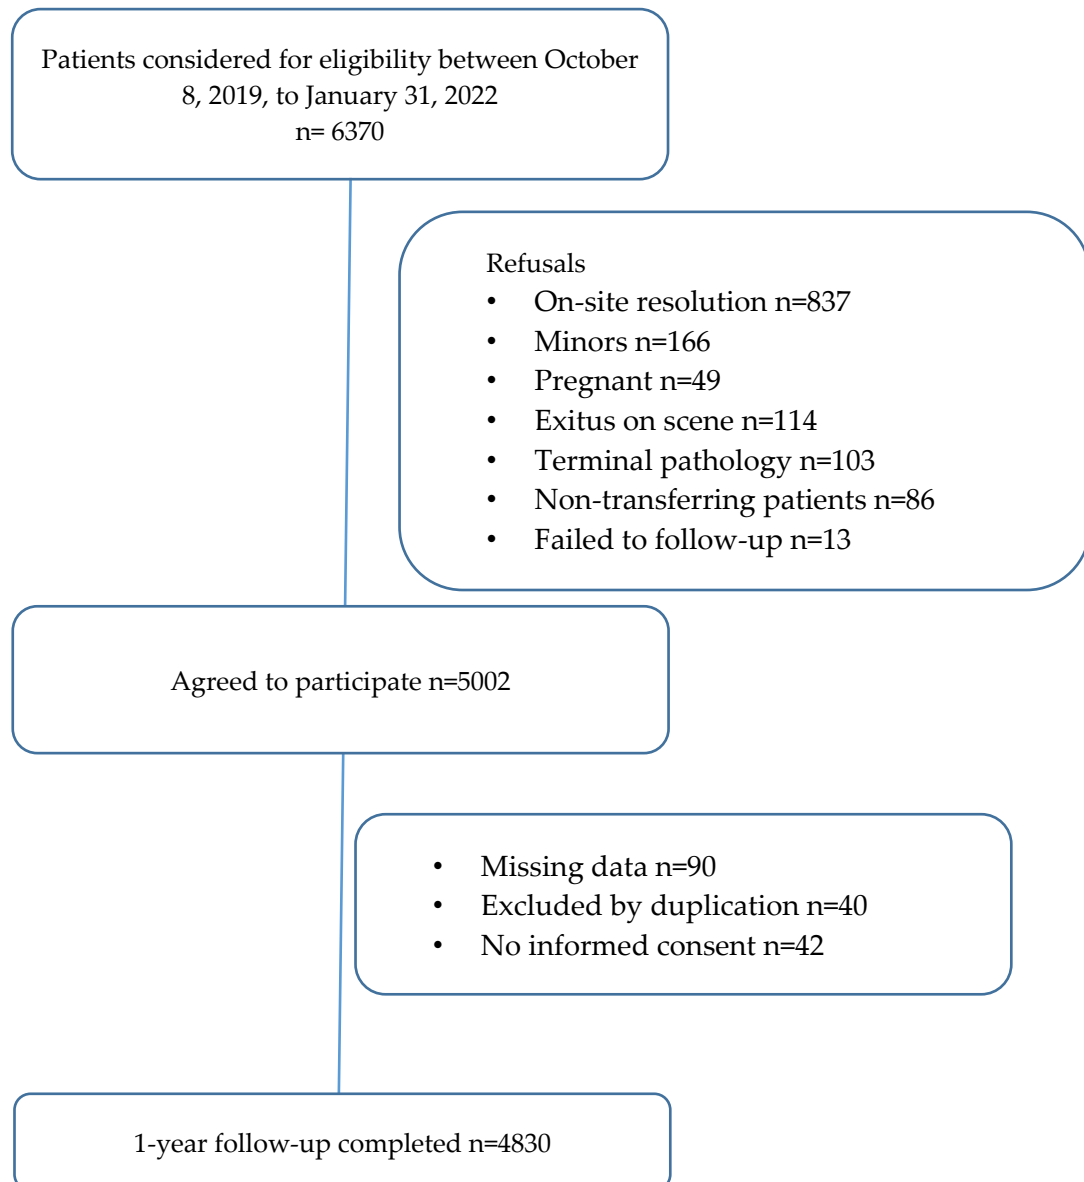 Patients considered for eligibility between October
8, 2019, to January 31, 2022
n= 6370
Refusals
• On-site resolution n=837
• Minors n=166
• Pregnant n=49
• Exitus on scene n=114
• Terminal pathology n=103
• Non-transferring patients n=86
• Failed to follow-up n=13
Agreed to participate n=5002
• Missing data n=90
• Excluded by duplication n=40
• No informed consent n=42
1-year follow-up completed n=4830